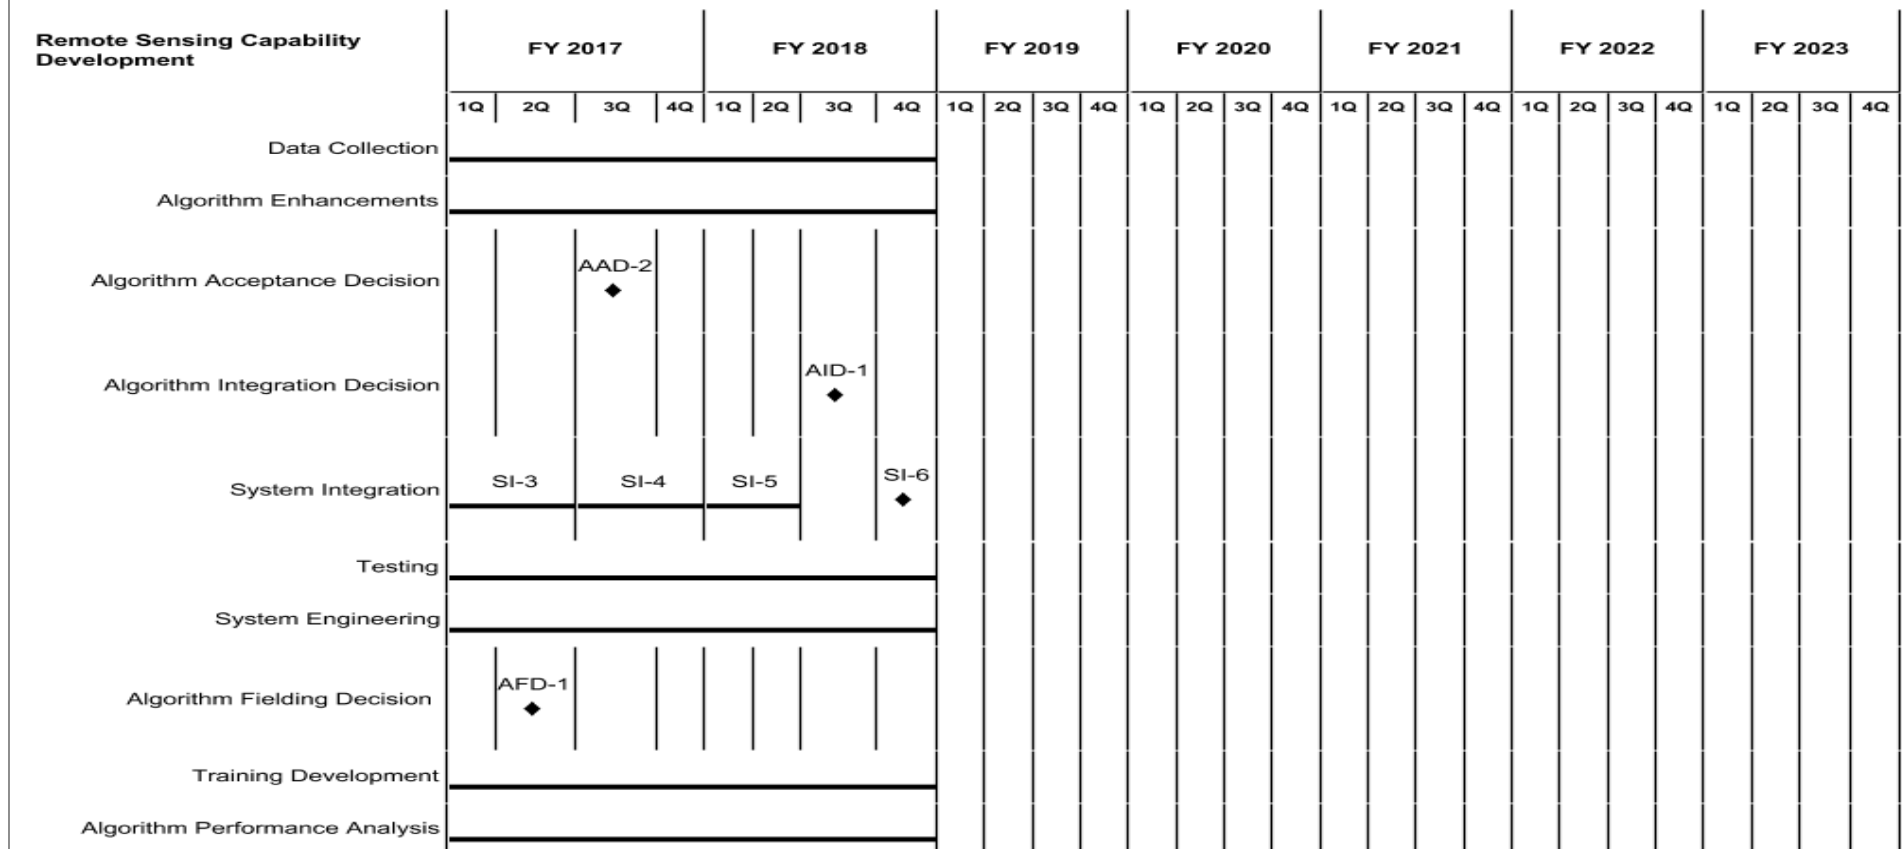 Remote Sensing Capability
Development
FY 2017 FY 2018 FY 2019 FY 2020 FY 2021 FY 2022 FY 2023
1Q 2Q 3Q 4Q 1Q 2Q 3Q 4Q 1Q 2Q 3Q 4Q 1Q 2Q 3Q 4Q 1Q 2Q 3Q 4Q 1Q 2Q 3Q 4Q 1Q 2Q 3Q 4Q
Data Collection
Algorithm Enhancements
AAD-2
Algorithm Acceptance Decision
AID-1
Algorithm Integration Decision
SI-3 SI-4 SI-5 SI-6
System Integration
Testing
System Engineering
AFD-1
Algorithm Fielding Decision
Training Development
Algorithm Performance Analysis